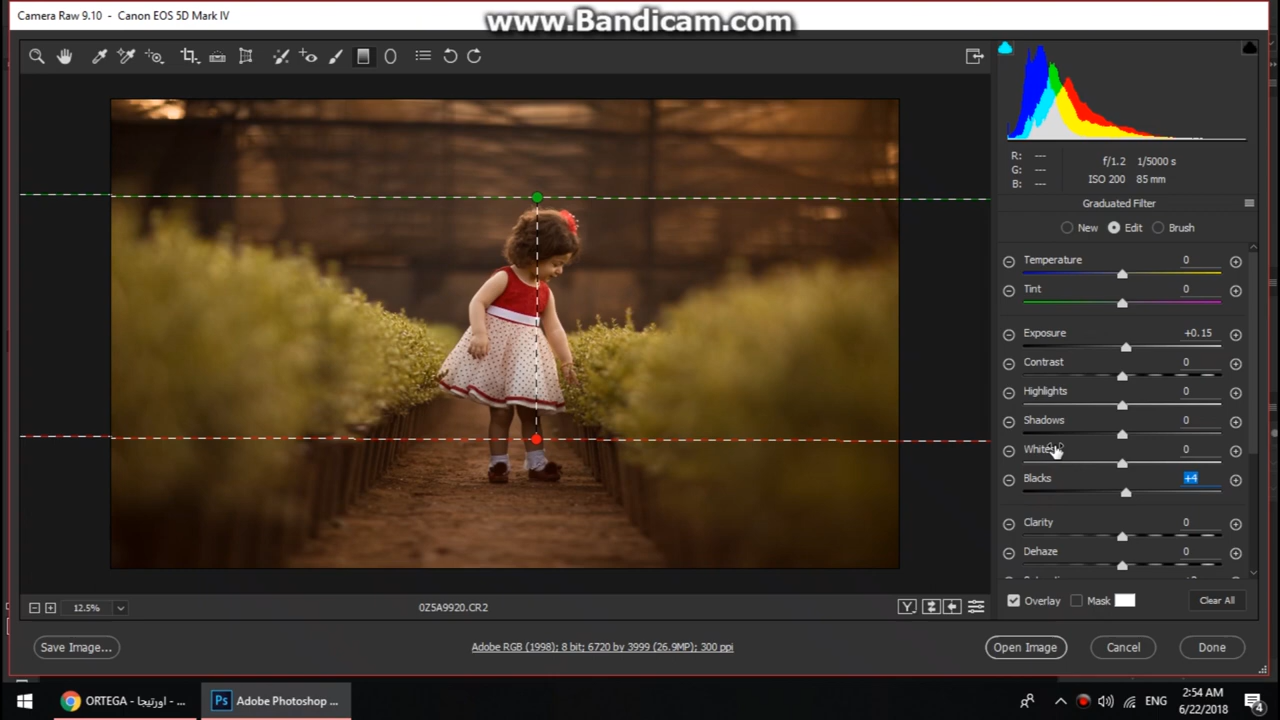 Camera Raw 9.10 - Canon EOS 5D Mark IV
www.Bandicam.com
R: ---
G: ---
B: ---
f/1.2 1/5000 s
ISO 200 85 mm
Graduated Filter
New Edit Brush
Temperature 0
Tint 0
Exposure +0.15
Contrast 0
Highlights 0
Shadows 0
Whites 0
Blacks +4
Clarity 0
Dehaze 0
Overlay Mask Clear All
12.5% 0Z5A9920.CR2 Y
Save Image... Adobe RGB (1998); 8 bit; 6720 by 3999 (26.9MP); 300 ppi Open Image Cancel Done
ORTEGA - اورتيجا - ... Ps Adobe Photoshop ... ENG 2:54 AM
6/22/2018 4